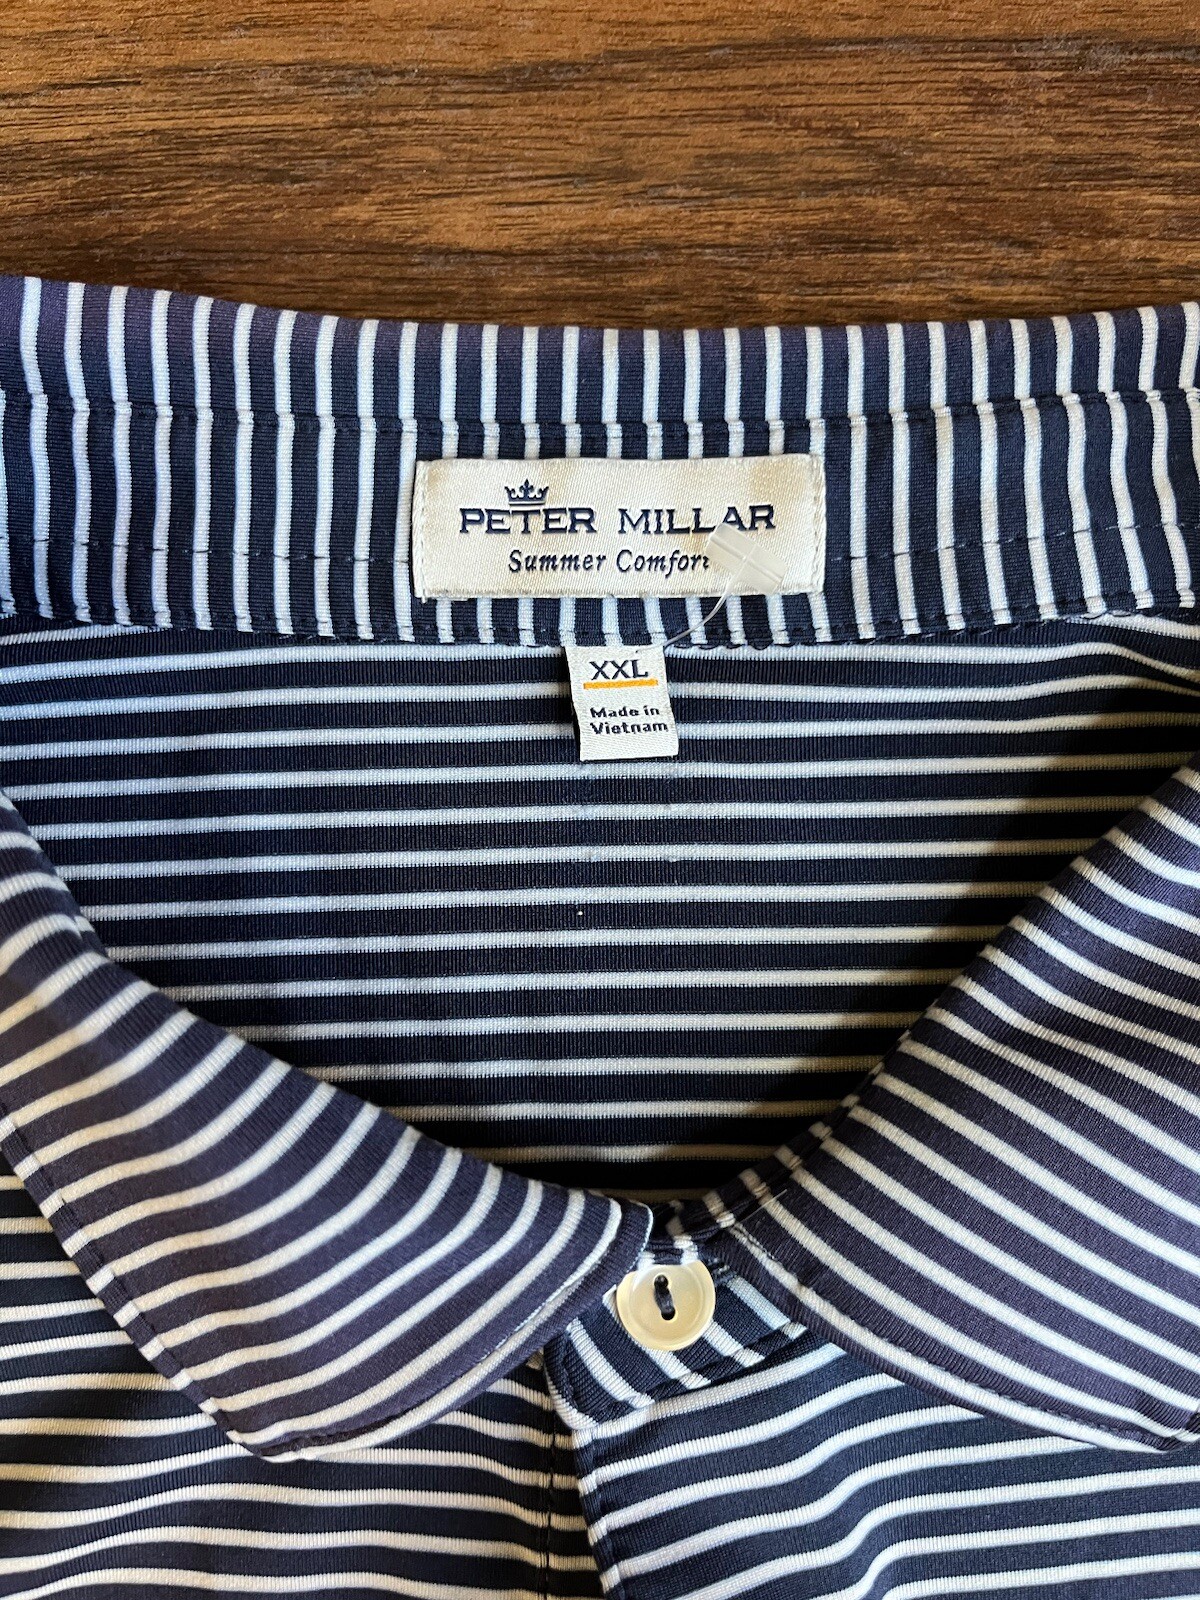 PETER MILLAR
Summer Comfort
XXL
Made in
Vietnam